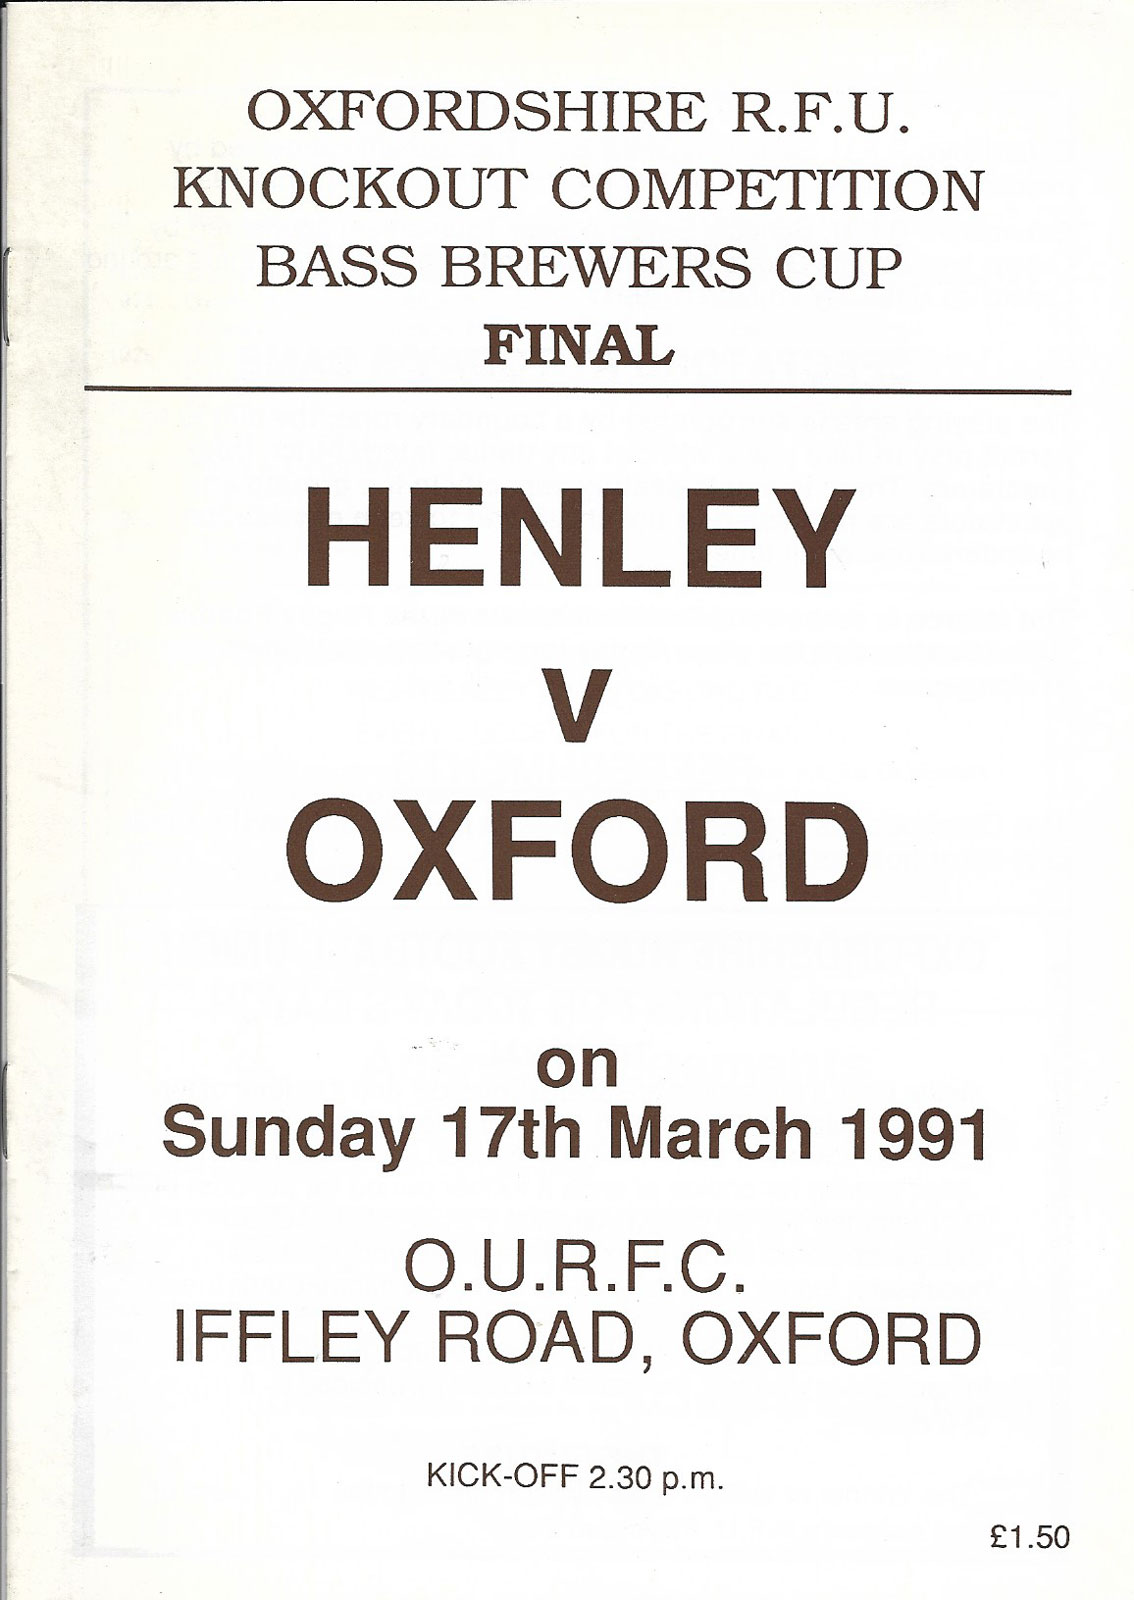 OXFORDSHIRE R.F.U.
KNOCKOUT COMPETITION
BASS BREWERS CUP
FINAL
HENLEY
v
OXFORD
on
Sunday 17th March 1991
O.U.R.F.C.
IFFLEY ROAD, OXFORD
KICK-OFF 2.30 p.m.
£1.50